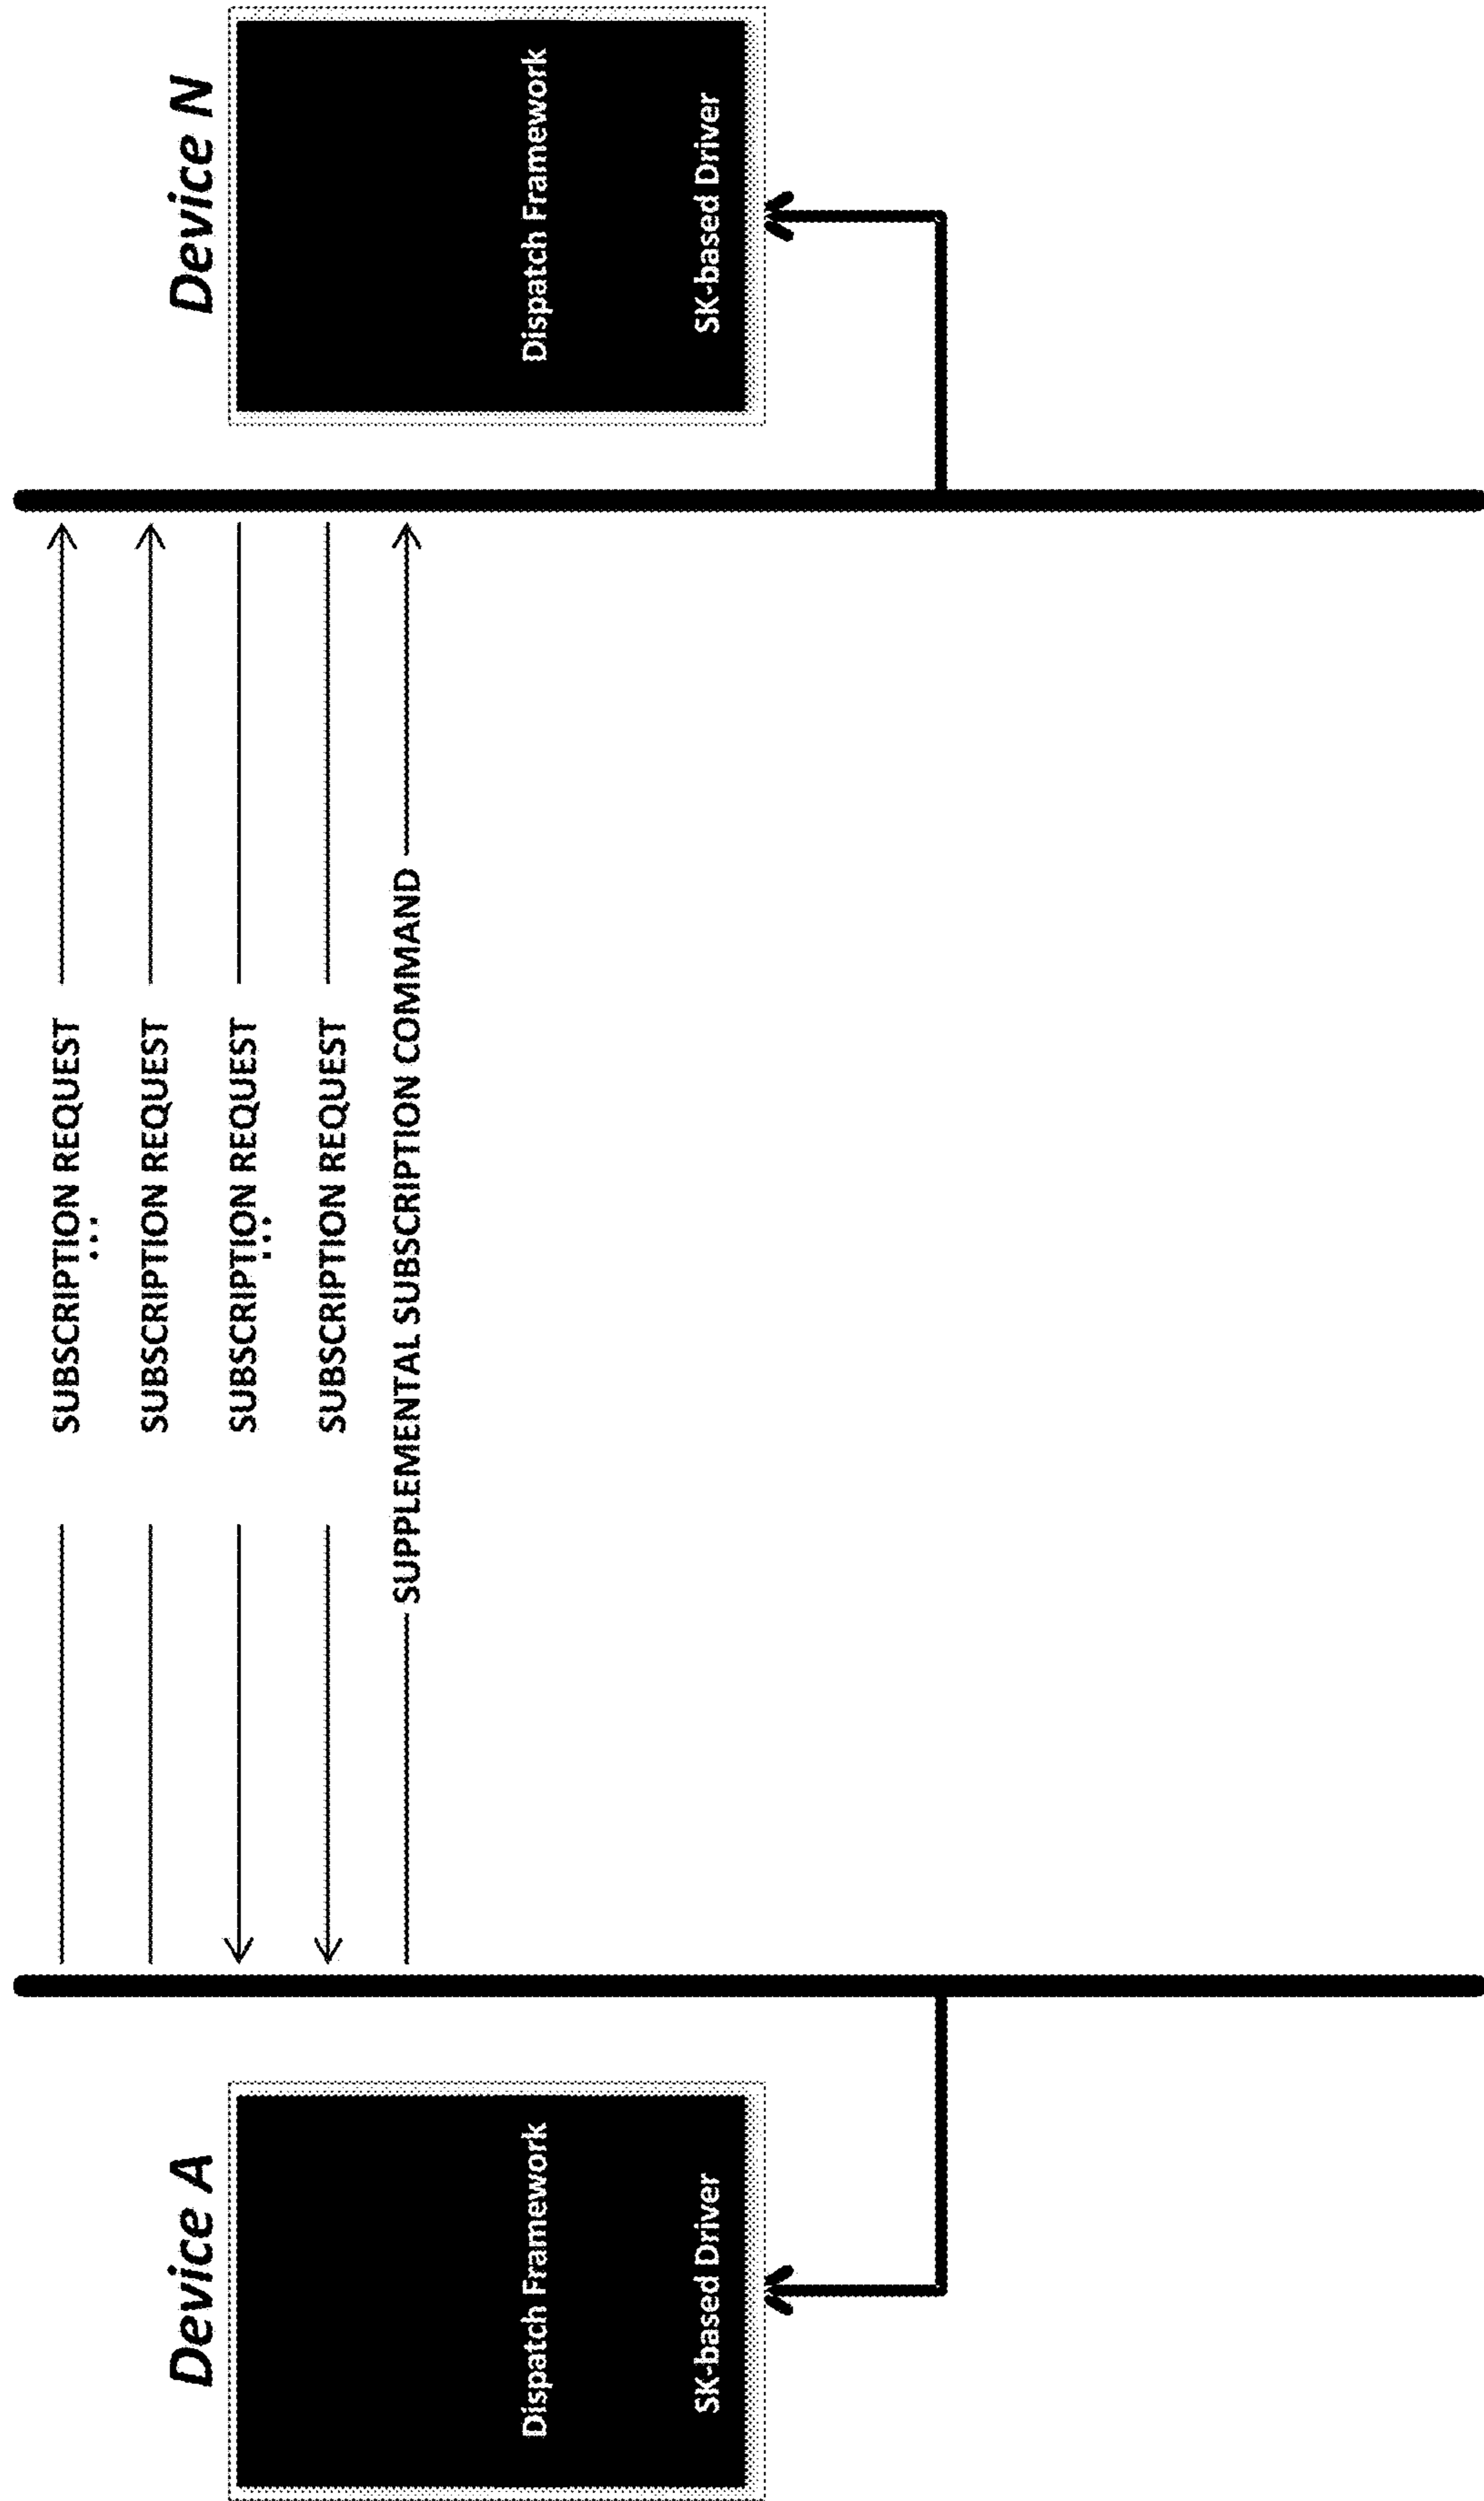 Device A
Device N
SUBSCRIPTION REQUEST
...
SUBSCRIPTION REQUEST
SUBSCRIPTION REQUEST
...
SUBSCRIPTION REQUEST
SUPPLEMENTAL SUBSCRIPTION COMMAND
Dispatch Framework
Dispatch Framework
SK-based Driver
SK-based Driver